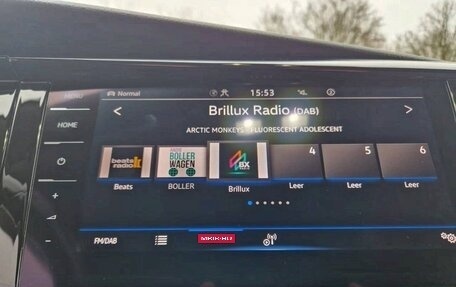 MENU
Normal 15:53
Brillux Radio (DAB)
HOME
ARCTIC MONKEYS - FLUORESCENT ADOLESCENT
beats radio
BOLLER
WAGEN
BX
4 5 6
Beats BOLLER Brillux Leer Leer Leer
+
-
FM/DAB